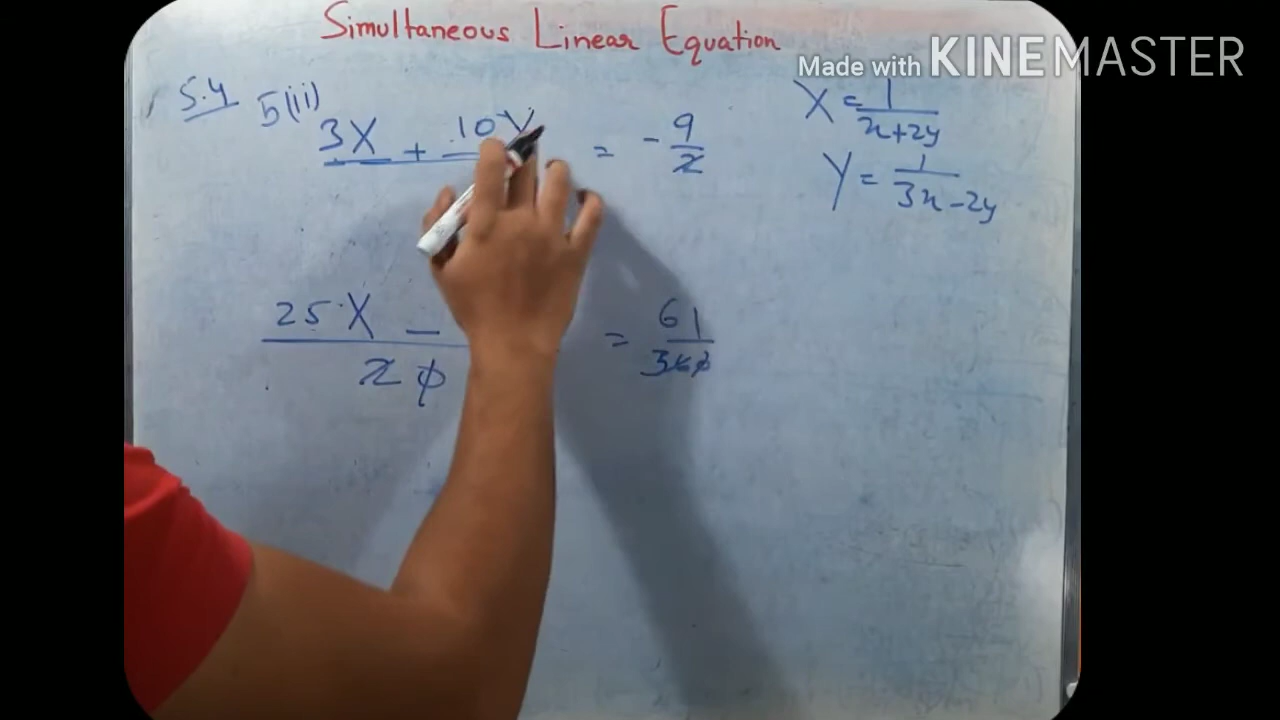 Simultaneous Linear Equation
Made with KINEMASTER
5.4 5(ii)
3X + 10Y = - 9/2
X = 1/x+2y
Y = 1/3x-2y
25X - = 61
2